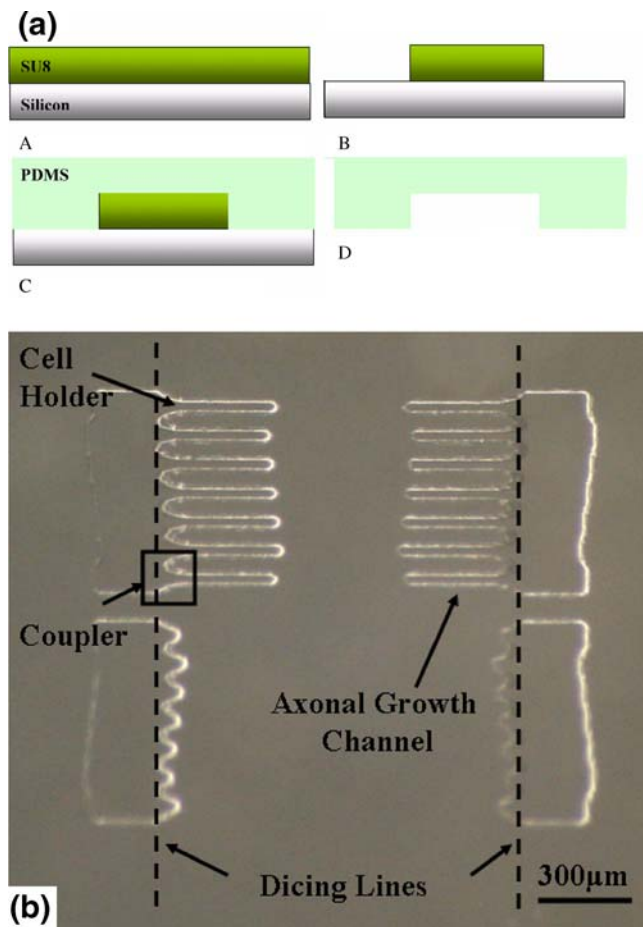 (a)
SU8
Silicon
A
B
PDMS
C
D
Cell
Holder
Coupler
Axonal Growth
Channel
Dicing Lines
300µm
(b)